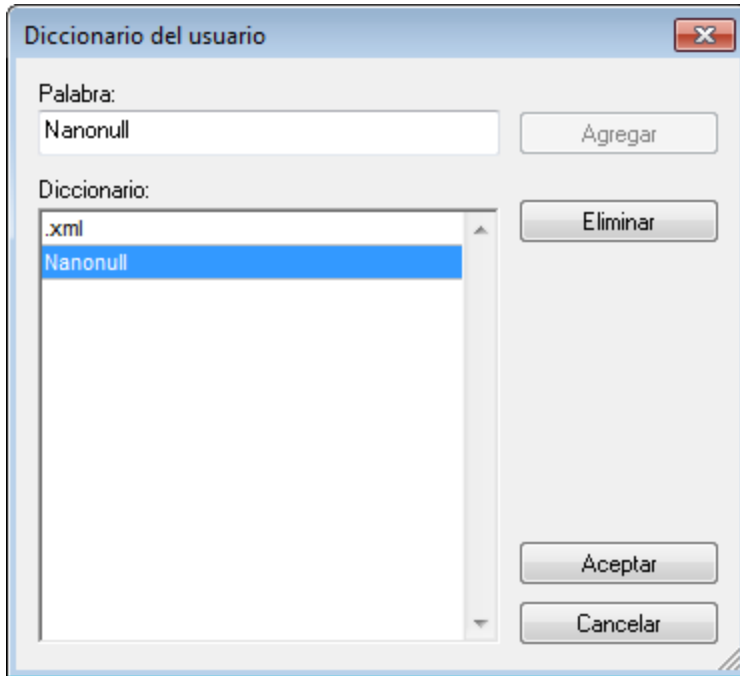 Diccionario del usuario
Palabra:
Nanonull
Agregar
Diccionario:
.xml
Nanonull
Eliminar
Aceptar
Cancelar